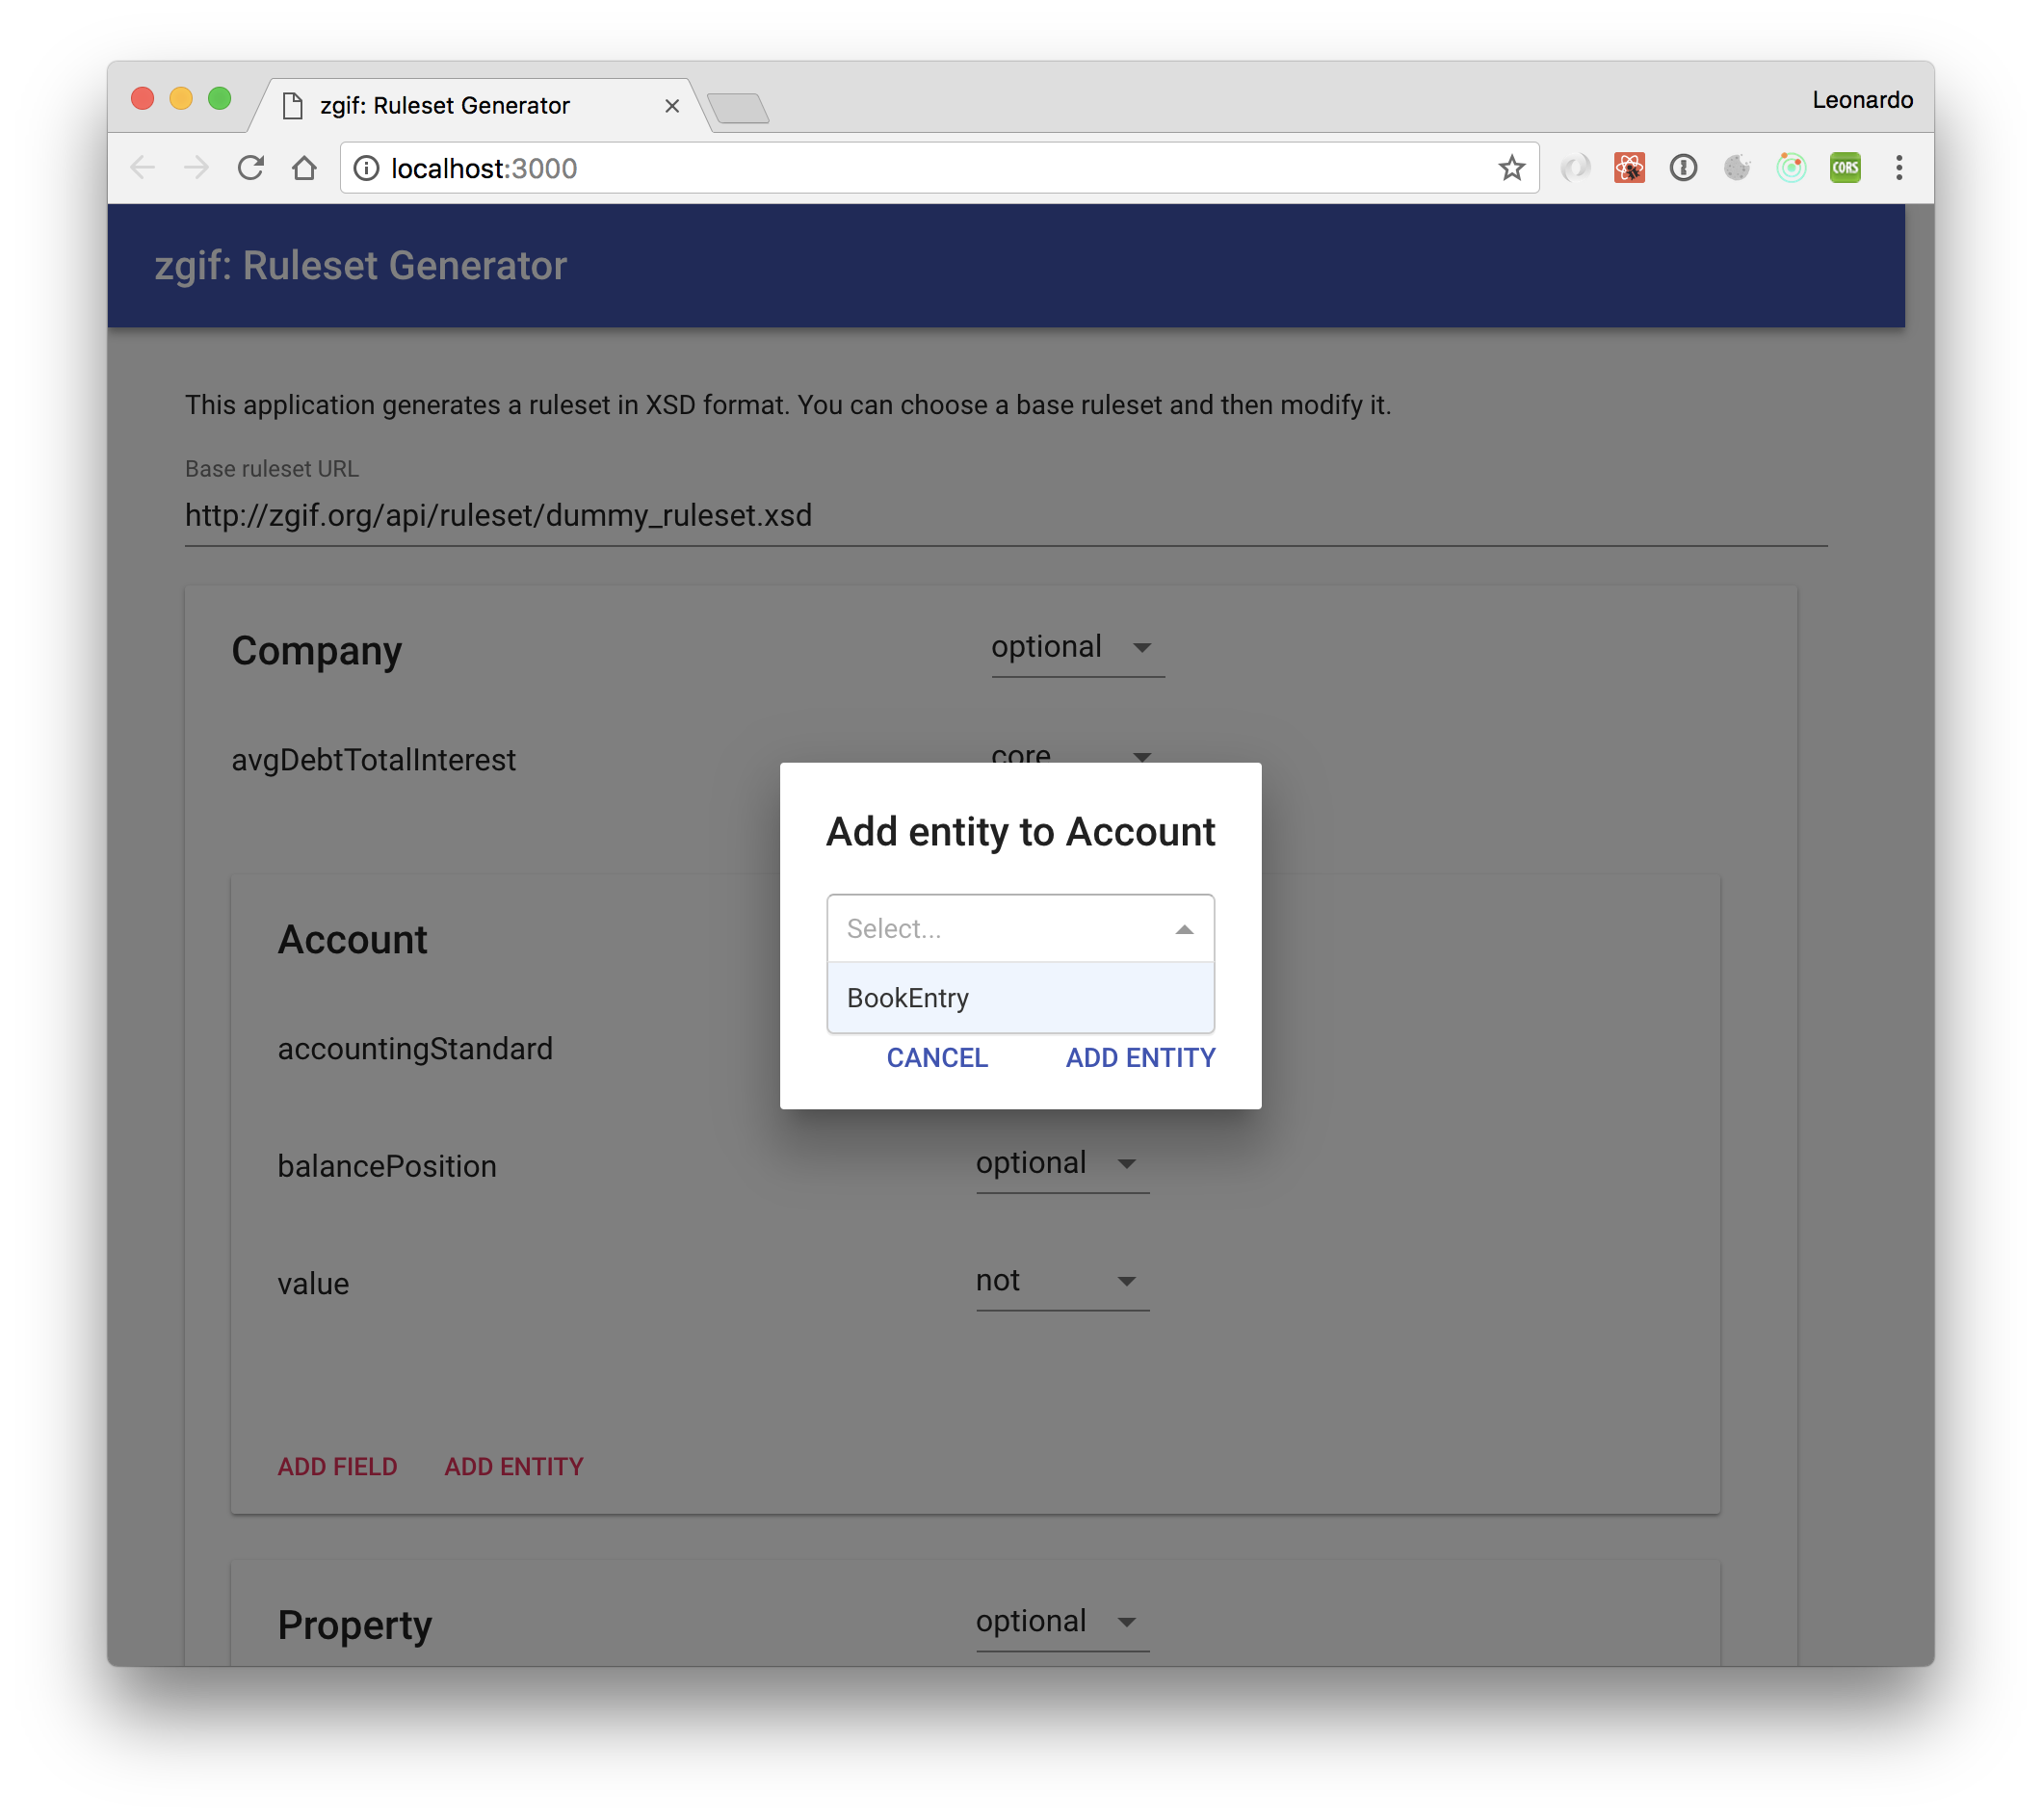 zgif: Ruleset Generator
Leonardo
localhost:3000
CORS
zgif: Ruleset Generator
This application generates a ruleset in XSD format. You can choose a base ruleset and then modify it.
Base ruleset URL
http://zgif.org/api/ruleset/dummy_ruleset.xsd
Company
optional
avgDebtTotalInterest
core
Add entity to Account
Select...
BookEntry
CANCEL
ADD ENTITY
Account
accountingStandard
balancePosition
optional
value
not
ADD FIELD
ADD ENTITY
Property
optional